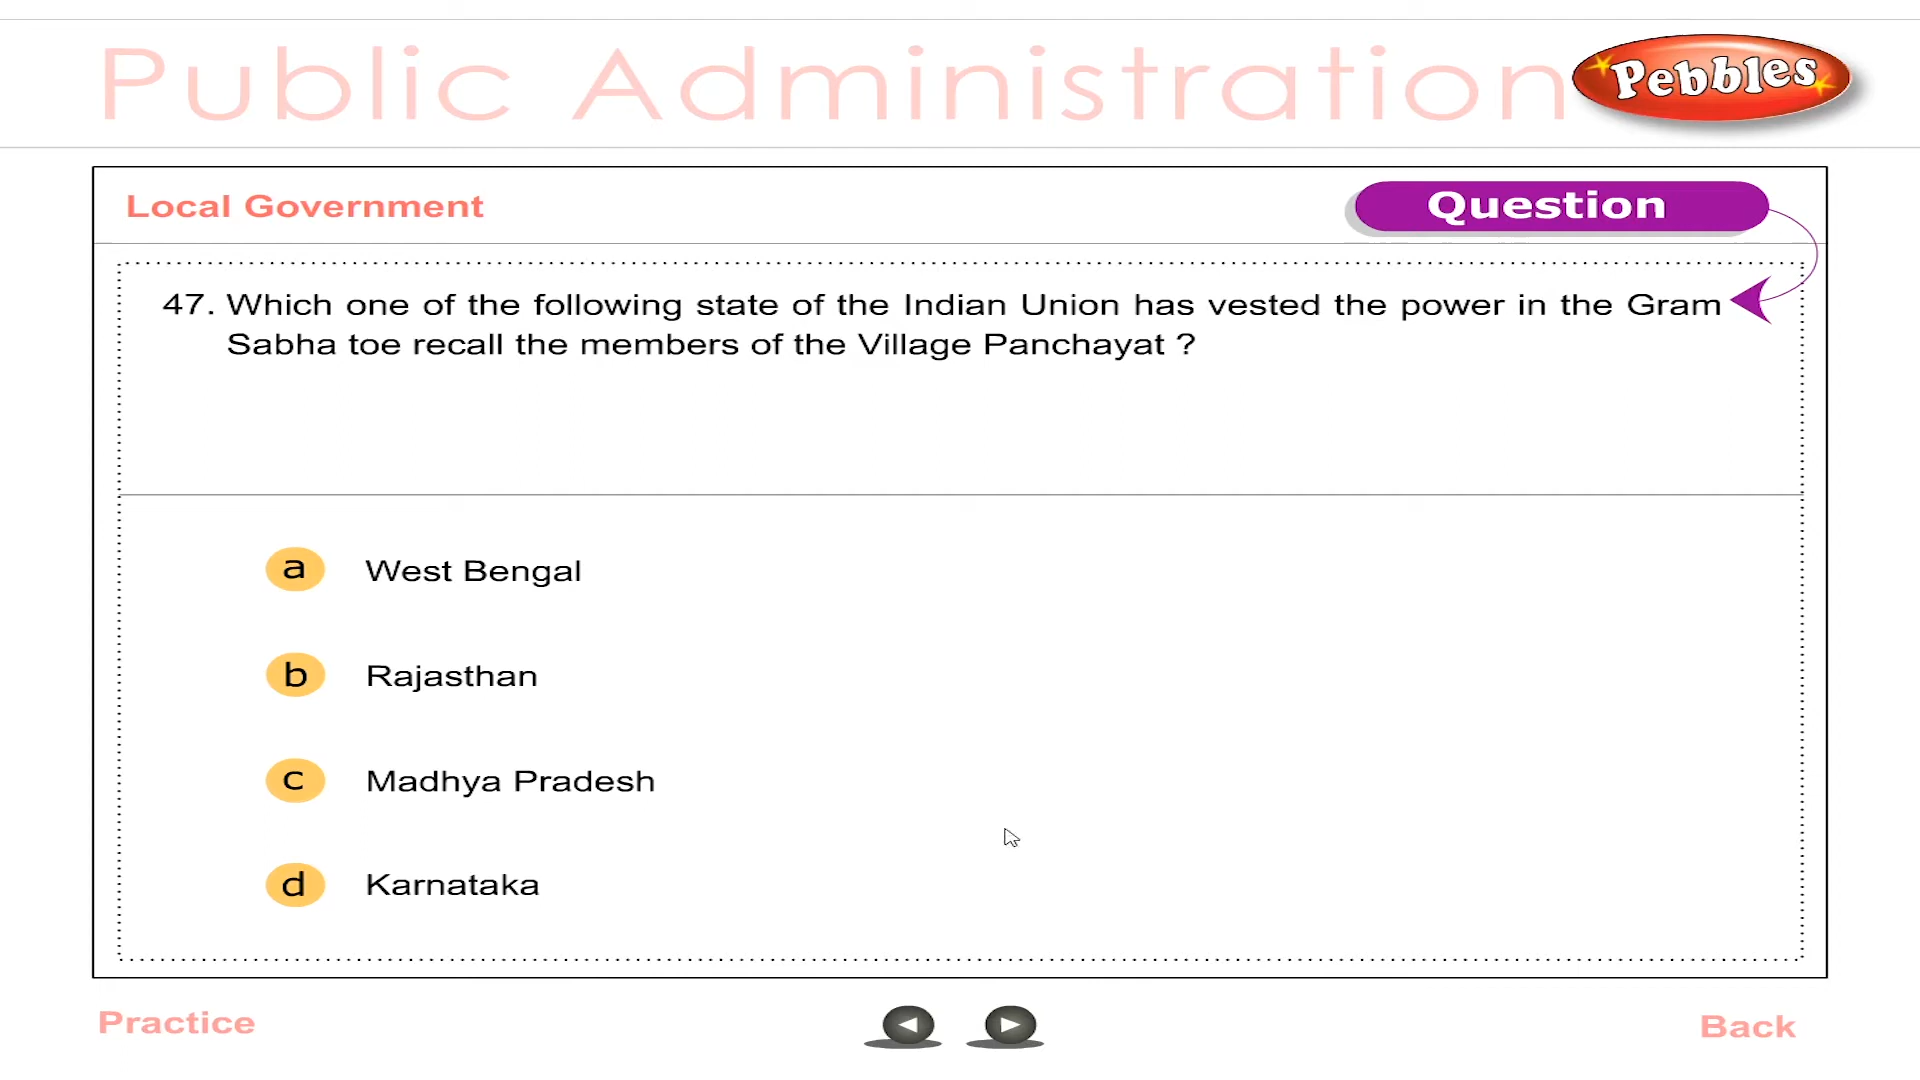 Public Administration
Pebbles
Local Government
Question
47. Which one of the following state of the Indian Union has vested the power in the Gram
Sabha toe recall the members of the Village Panchayat ?
a West Bengal
b Rajasthan
c Madhya Pradesh
d Karnataka
Practice
Back